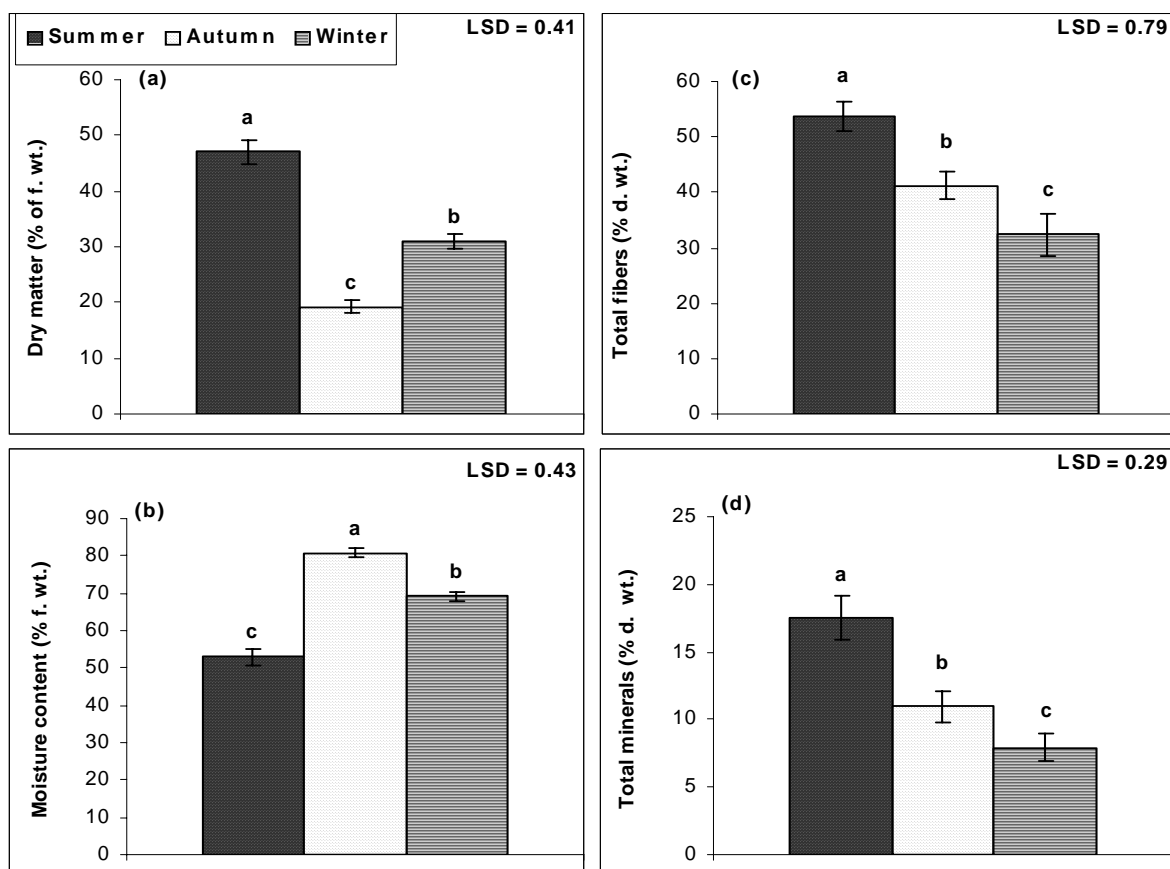 Summer Autumn Winter
LSD = 0.41
(a)
Dry matter (% of f. wt.)
60
50
40
30
20
10
0
a
c
b
LSD = 0.79
(c)
Total fibers (% d. wt.)
60
50
40
30
20
10
0
a
b
c
LSD = 0.43
(b)
Moisture content (% f. wt.)
90
80
70
60
50
40
30
20
10
0
c
a
b
LSD = 0.29
(d)
Total minerals (% d. wt.)
25
20
15
10
5
0
a
b
c